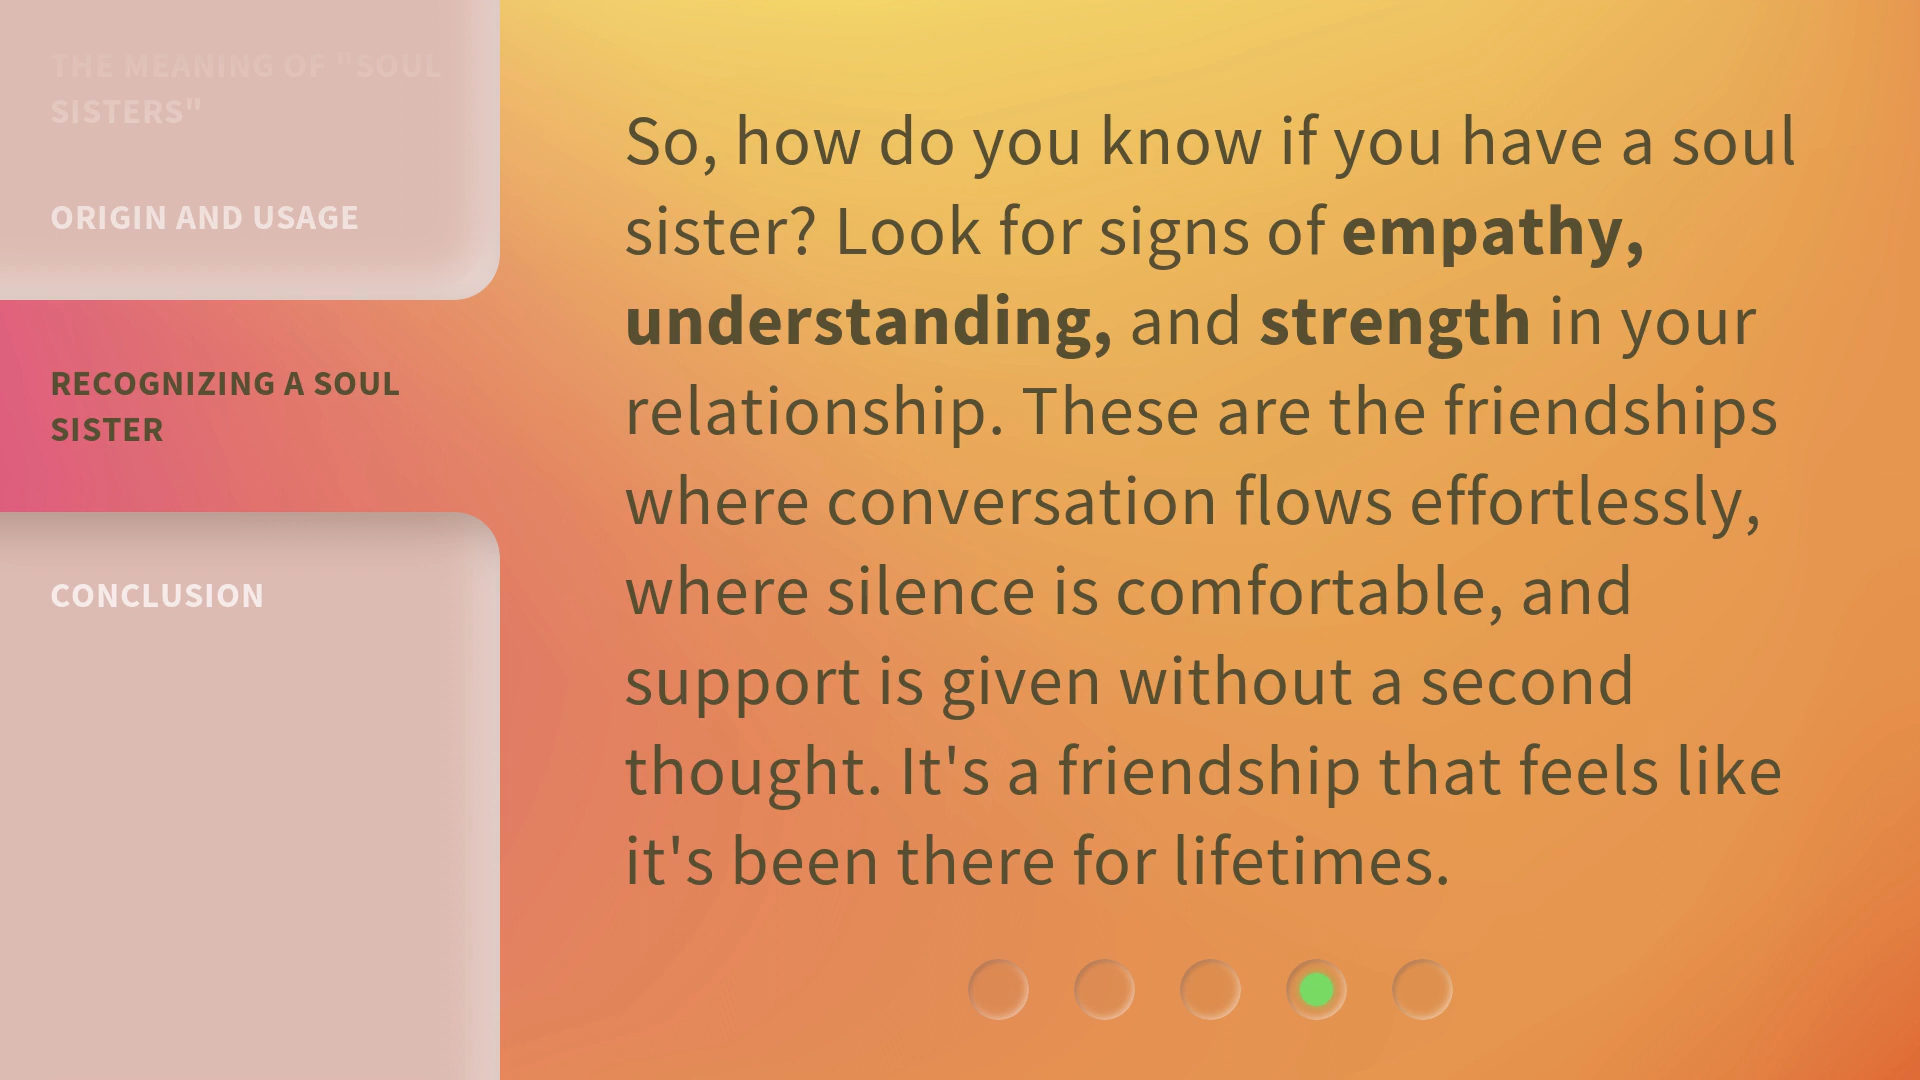 THE MEANING OF "SOUL
SISTERS"
ORIGIN AND USAGE
RECOGNIZING A SOUL
SISTER
CONCLUSION
So, how do you know if you have a soul
sister? Look for signs of empathy,
understanding, and strength in your
relationship. These are the friendships
where conversation flows effortlessly,
where silence is comfortable, and
support is given without a second
thought. It's a friendship that feels like
it's been there for lifetimes.